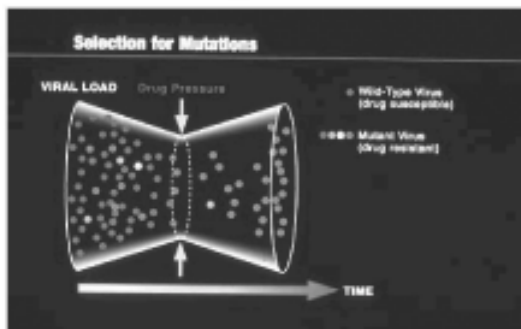 Selection for Mutations
VIRAL LOAD
Drug Pressure
Wild-Type Virus
(drug susceptible)
Mutant Virus
(drug resistant)
TIME